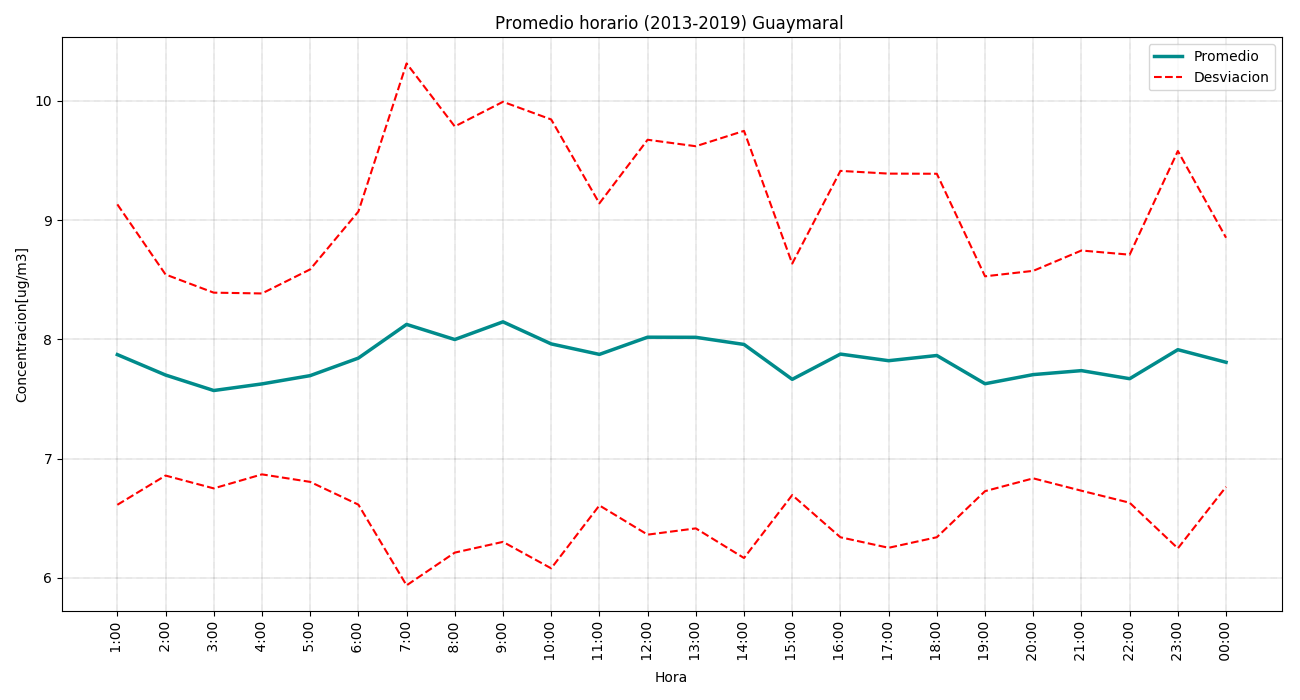 Promedio horario (2013-2019) Guaymaral
Promedio
Desviacion
Concentracion[ug/m3]
10
9
8
7
6
1:00 2:00 3:00 4:00 5:00 6:00 7:00 8:00 9:00 10:00 11:00 12:00 13:00 14:00 15:00 16:00 17:00 18:00 19:00 20:00 21:00 22:00 23:00 00:00
Hora